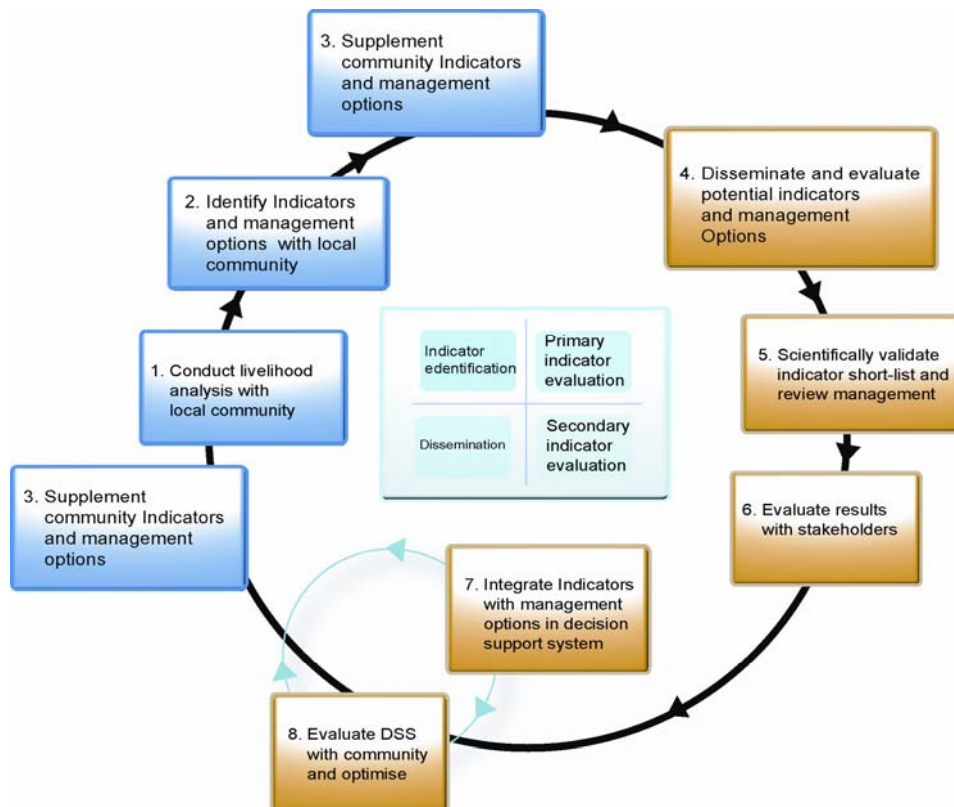 3. Supplement
community Indicators
and management
options
4. Disseminate and evaluate
potential indicators
and management
Options
2. Identify Indicators
and management
options with local
community
1. Conduct livelihood
analysis with
local community
Indicator
edentification
Primary
indicator
evaluation
Dissemination
Secondary
indicator
evaluation
5. Scientifically validate
indicator short-list and
review management
3. Supplement
community Indicators
and management
options
6. Evaluate results
with stakeholders
7. Integrate Indicators
with management
options in decision
support system
8. Evaluate DSS
with community
and optimise